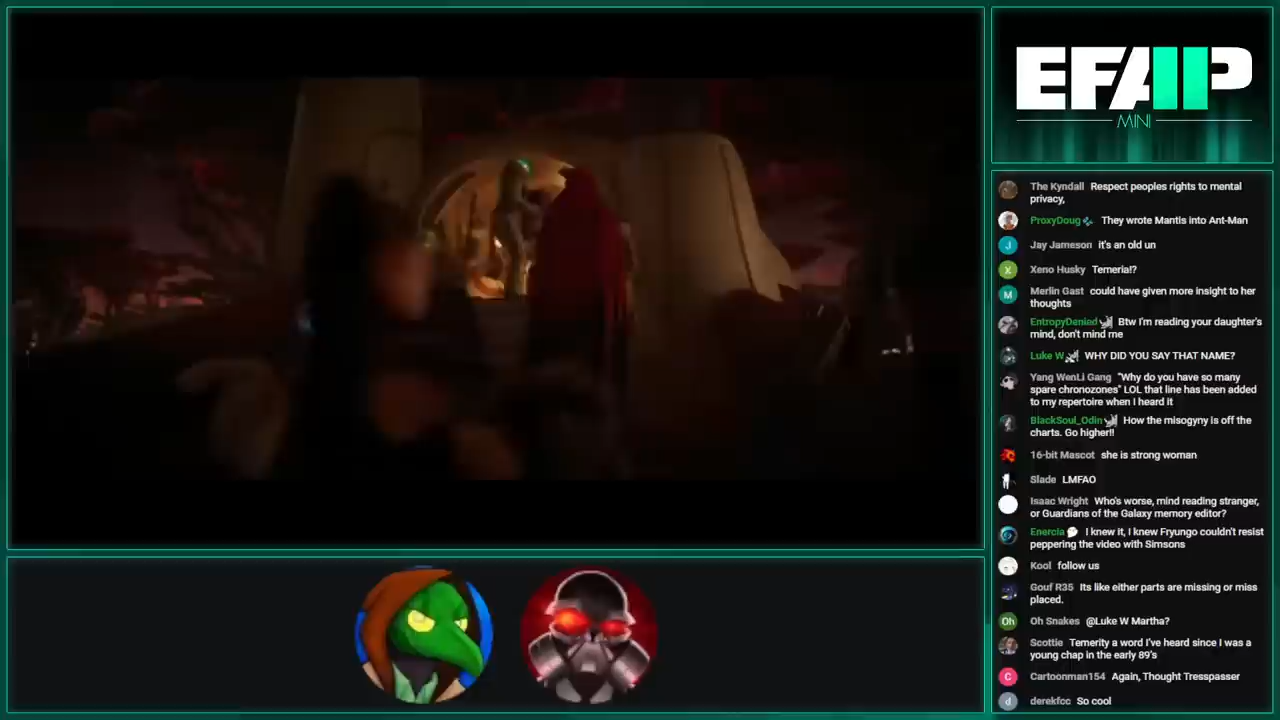 EFAP
MINI
The Kyndall Respect peoples rights to mental
privacy,
ProxyDoug They wrote Mantis into Ant-Man
Jay Jameson it's an old un
Xeno Husky Temeria!?
Merlin Gast could have given more insight to her
thoughts
EntropyDenied Btw I'm reading your daughter's
mind, don't mind me
Luke W WHY DID YOU SAY THAT NAME?
Yang WenLi Gang "Why do you have so many
spare chronozones" LOL that line has been added
to my repertoire when I heard it
BlackSoul_Odin How the misogyny is off the
charts. Go higher!!
16-bit Mascot she is strong woman
Slade LMFAO
Isaac Wright Who's worse, mind reading stranger,
or Guardians of the Galaxy memory editor?
Enercia I knew it, I knew Fryungo couldn't resist
peppering the video with Simsons
Kool follow us
Gouf R35 Its like either parts are missing or miss
placed.
Oh Snakes @Luke W Martha?
Scottie Temerity a word I've heard since I was a
young chap in the early 89's
Cartoonman154 Again, Thought Tresspasser
derekfcc So cool